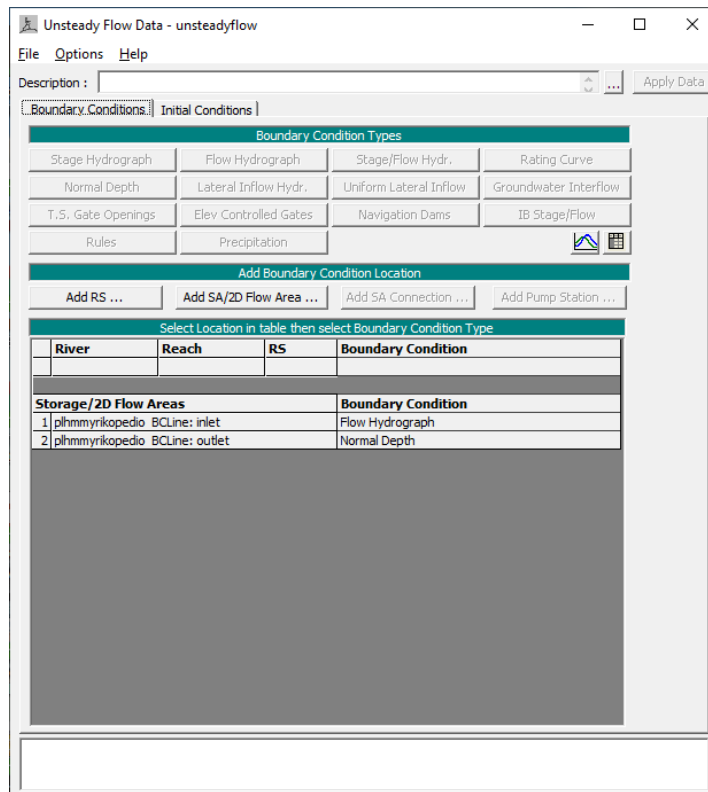 Unsteady Flow Data - unsteadyflow
File Options Help
Description : ... Apply Data
Boundary Conditions Initial Conditions
Boundary Condition Types
Stage Hydrograph Flow Hydrograph Stage/Flow Hydr. Rating Curve
Normal Depth Lateral Inflow Hydr. Uniform Lateral Inflow Groundwater Interflow
T.S. Gate Openings Elev Controlled Gates Navigation Dams IB Stage/Flow
Rules Precipitation
Add Boundary Condition Location
Add RS ... Add SA/2D Flow Area ... Add SA Connection ... Add Pump Station ...
Select Location in table then select Boundary Condition Type
River Reach RS Boundary Condition
Storage/2D Flow Areas Boundary Condition
1 plhmmyrikopedio BCLine: inlet Flow Hydrograph
2 plhmmyrikopedio BCLine: outlet Normal Depth